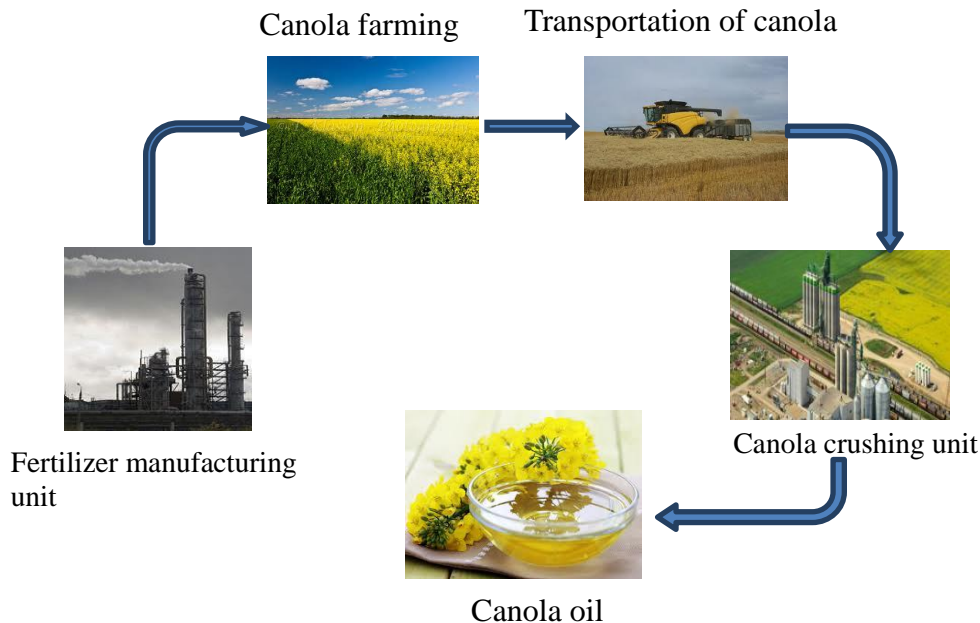 Canola farming
Transportation of canola
Fertilizer manufacturing
unit
Canola crushing unit
Canola oil